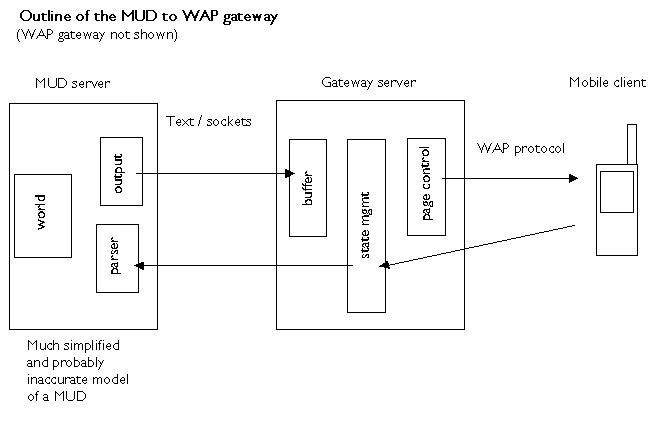 Outline of the MUD to WAP gateway
(WAP gateway not shown)
MUD server
Gateway server
Mobile client
Text / sockets
WAP protocol
world
output
parser
buffer
state mgmt
page control
Much simplified
and probably
inaccurate model
of a MUD